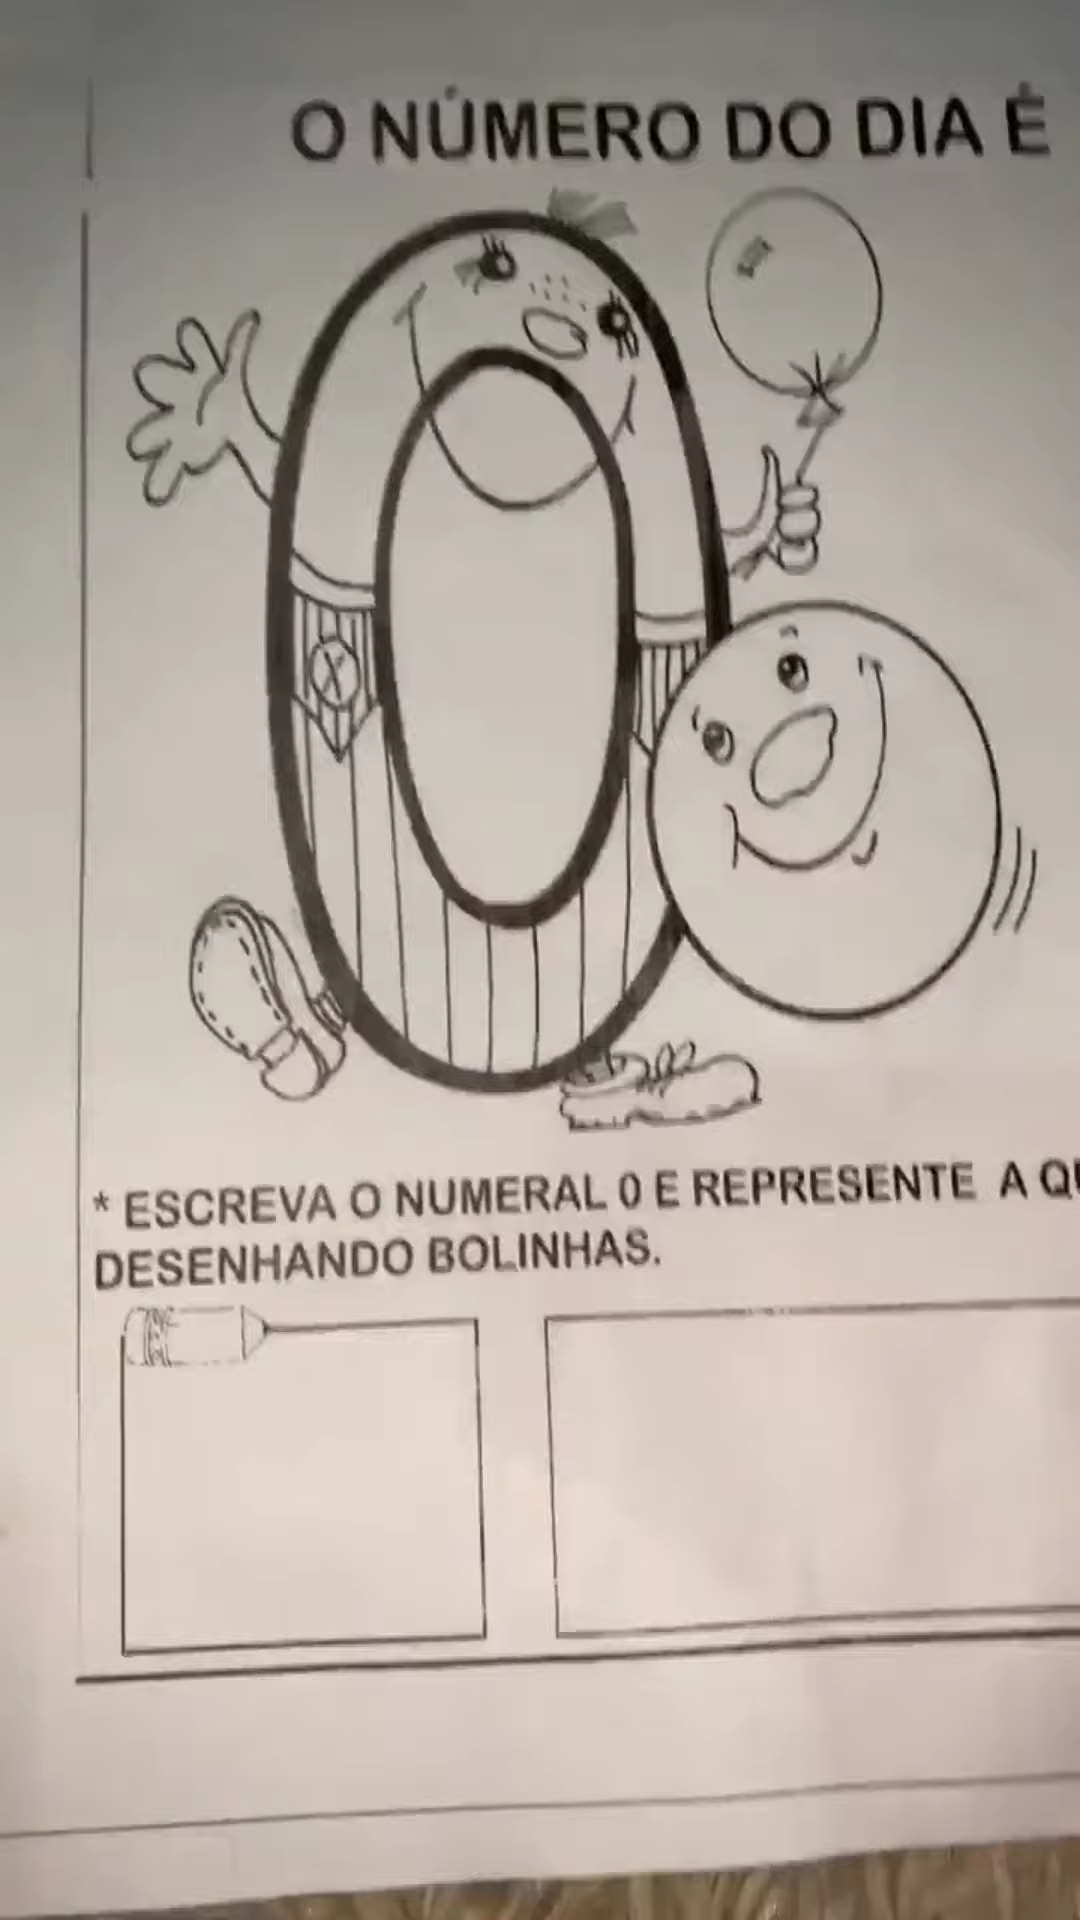 O NÚMERO DO DIA É
* ESCREVA O NUMERAL 0 E REPRESENTE A
DESENHANDO BOLINHAS.